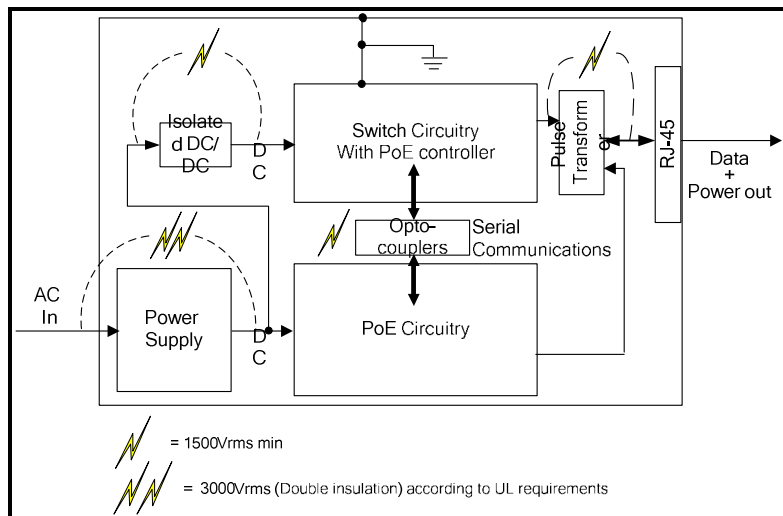 Isolate
d DC/
DC
D
C
Switch Circuitry
With PoE controller
Pulse
Transform
er
RJ-45
Data
+
Power out
Opto-
couplers
Serial
Communications
AC
In
Power
Supply
D
C
PoE Circuitry
= 1500Vrms min
= 3000Vrms (Double insulation) according to UL requirements